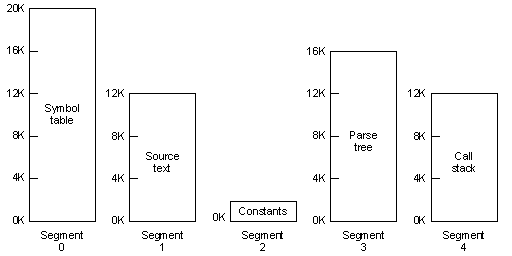 20K
16K
12K
8K
4K
0K
Symbol
table
Segment
0
12K
8K
4K
0K
Source
text
Segment
1
0K
Constants
Segment
2
16K
12K
8K
4K
0K
Parse
tree
Segment
3
12K
8K
4K
0K
Call
stack
Segment
4